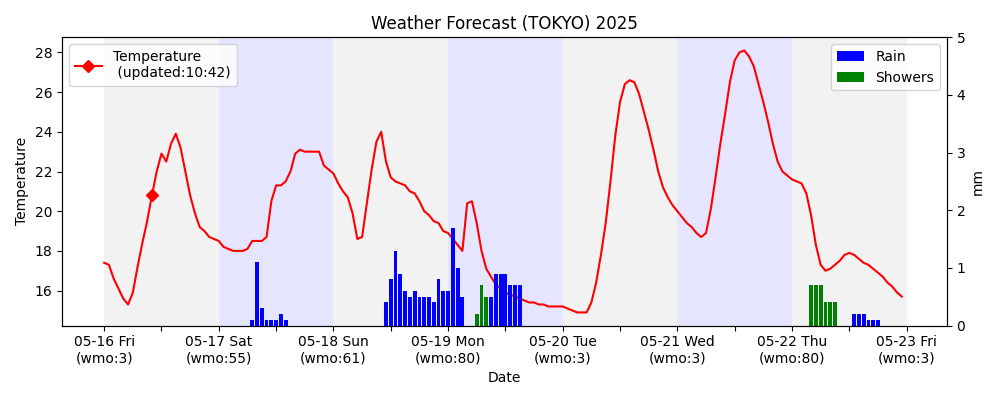 Weather Forecast (TOKYO) 2025
Temperature
(updated:10:42)
Rain
Showers
28
26
24
22
20
18
16
Temperature
5
4
3
2
1
0
mm
05-16 Fri
(wmo:3)
05-17 Sat
(wmo:55)
05-18 Sun
(wmo:61)
05-19 Mon
(wmo:80)
05-20 Tue
(wmo:3)
05-21 Wed
(wmo:3)
05-22 Thu
(wmo:80)
05-23 Fri
(wmo:3)
Date